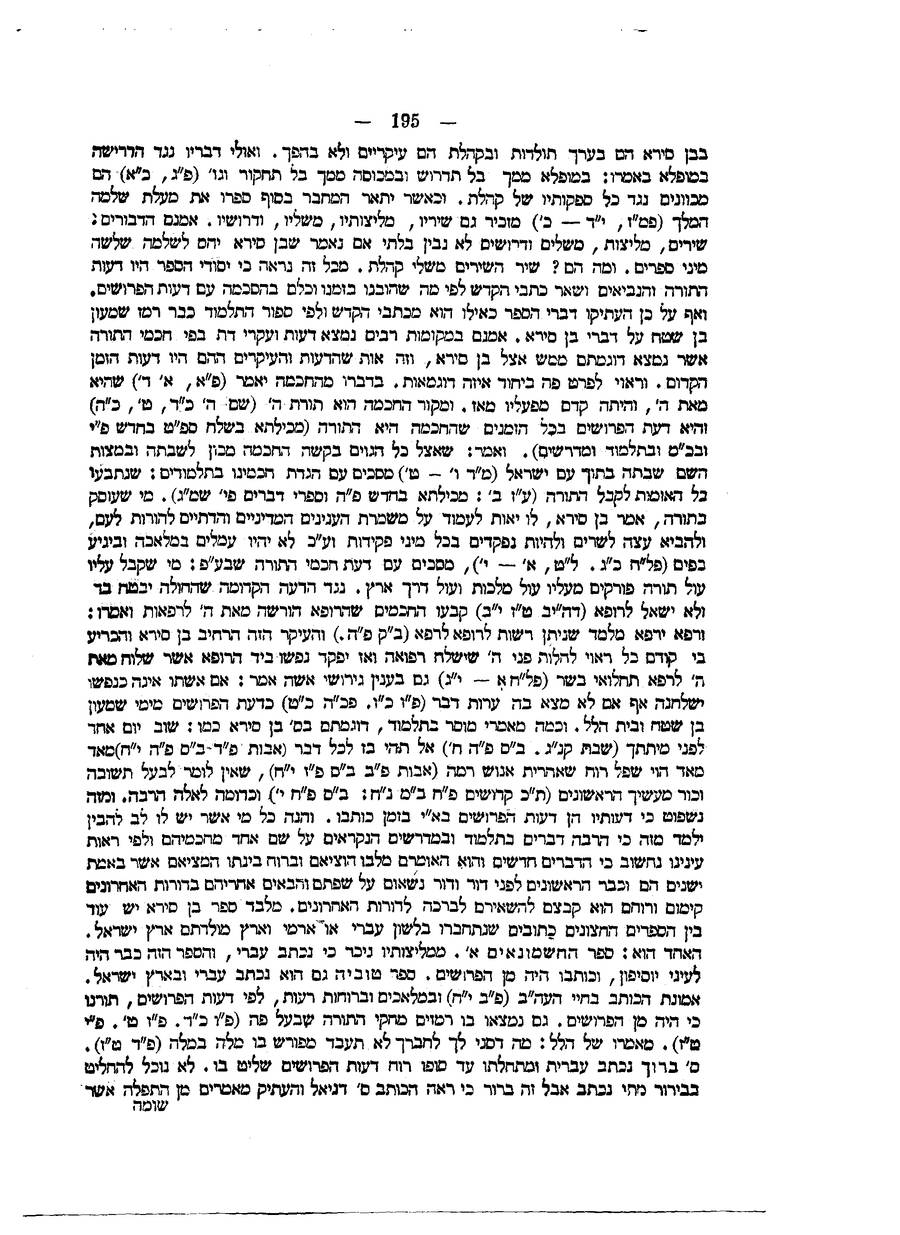 — 195 —
בבן סירא הם בערך תולדות ובקהלת הם עיקריים ולא בהפך. ואולי דבריו נגד הדרישה
במופלא באמרו: במופלא ממך בל תדרוש ובמכוסה ממך בל תחקור וגו' (פ"ג, כ"א) הם
מכוונים נגד כל ספקותיו של קהלת. וכאשר יתאר המחבר בסוף ספרו את מעלת שלמה
המלך (פמ"ז, י"ד — כ') מזכיר גם שיריו, מליצותיו, משליו, ודרושיו. אמנם הדבורים:
שירים, מליצות, משלים ודרושים לא נבין בלתי אם נאמר שבן סירא יחס לשלמה שלשה
מיני ספרים. ומה הם? שיר השירים משלי קהלת. מכל זה נראה כי יסודי הספר היו דעות
התורה והנביאים ושאר כתבי הקדש לפי מה שהובנו בזמנו וכלם בהסכמה עם דעות הפרושים.
ואף על כן העתיקו דברי הספר כאילו הוא מכתבי הקדש ולפי ספור התלמוד כבר רמז שמעון
בן שטח על דברי בן סירא. אמנם במקומות רבים נמצא דעות ועקרי דת בפי חכמי התורה
אשר נמצא דוגמתם ממש אצל בן סירא, וזה אות שהדעות והעיקרים ההם היו דעות הזמן
הקדום. וראוי לפרט פה ביחוד איזה דוגמאות. בדברו מהחכמה יאמר (פ"א, א' ד') שהיא
מאת ה', והיתה קדם מפעליו מאז. ומקור החכמה הוא תורת ה' (שם ה' כ"ד, ט', כ"ה)
והיא דעת הפרושים בכל הזמנים שהחכמה היא התורה (מכילתא בשלח ספ"ט בחדש פ"י
ובכ"מ ובתלמוד ומדרשים). ואמר: שאצל כל הגוים בקשה החכמה מכון לשבתה ובמצות
השם שבתה בתוך עם ישראל (מ"ד ו' — ט') מסכים עם הגדת חכמינו בתלמודים: שנתבעו
כל האומות לקבל התורה (ע"ז ב': מכילתא בחדש פ"ה וספרי דברים פי' שמ"ג). מי שעוסק
בתורה, אמר בן סירא, לו יאות לעמוד על משמרת הענינים המדיניים והדתיים להורות לעם,
ולהביא עצה לשרים ולהיות נפקדים בכל מיני פקידות וע"כ לא יהיו עמלים במלאכה וביגיע
כפים (פל"ח כ"ג. ל"ט, א' — י'), מסכים עם דעת חכמי התורה שבע"פ: מי שקבל עליו
עול תורה פורקים מעליו עול מלכות ועול דרך ארץ. נגד הדעה הקדומה שהחולה יבטח בד
ולא ישאל לרופא (דה"יב ט"ז י"ב) קבעו החכמים שהרופא הורשה מאת ה' לרפאות ואמרו:
ורפא ירפא מלמד שניתן רשות לרופא לרפא (ב"ק פ"ה.) והעיקר הזה הרחיב בן סירא והכריע
כי קודם כל ראוי להלות פני ה' שישלח רפואה ואז יפקד נפשו ביד הרופא אשר שלוח מאת
ה' לרפא תחלואי בשר (פל"ח א — י"ג) גם בענין גירושי אשה אמר: אם אשתו אינה כנפשו
ישלחנה אף אם לא מצא בה ערות דבר (פ"ז כ"ו. פכ"ה כ"ט) כדעת הפרושים מימי שמעון
בן שטח ובית הלל. וכמה מאמרי מוסר בתלמוד, דוגמתם בס' בן סירא כמו: שוב יום אחד
לפני מיתתך (שבת קנ"ג. ב"ס פ"ה ח') אל תהי בז לכל דבר (אבות פ"ד ב"ס פ"ה י"ח) מאד
מאד הוי שפל רוח שאחרית אנוש רמה (אבות פ"ב ב"ס פ"ז י"ח), שאין לומר לבעל תשובה
זכור מעשיך הראשונים (ת"כ קדושים פ"ח ב"מ נ"ח: ב"ס פ"ח י') וכדומה לאלה הרבה. ומזה
נשפוט כי דעותיו הן דעות הפרושים בא"י בזמן כותבו. והנה כל מי אשר יש לו לב להבין
ילמד מזה כי הרבה דברים בתלמוד ובמדרשים הנקראים על שם אחד מחכמיהם ולפי ראות
עינינו נחשוב כי הדברים חדשים והוא האומרם מלבו הוציאם וברוח בינתו המציאם אשר באמת
ישנים הם וכבר הראשונים לפני דור ודור נשאום על שפתם והבאים אחריהם בדורות האחרונים
קימום ורוחם הוא קבצם להשאירם לברכה לדורות האחרונים. מלבד ספר בן סירא יש עוד
בין הספרים החצונים כתובים שנתחברו בלשון עברי או ארמי וארץ מולדתם ארץ ישראל.
האחד הוא: ספר החשמונאים א'. ממליצותיו ניכר כי נכתב עברי, והספר הזה כבר היה
לעיני יוסיפון, וכותבו היה מן הפרושים. ספר טוביה גם הוא נכתב עברי ובארץ ישראל.
אמונת הכותב בחיי העה"ב (פ"ב י"ח) ובמלאכים וברוחות רעות, לפי דעות הפרושים, תורנו
כי היה מן הפרושים. גם נמצאו בו רמזים מחקי התורה שבעל פה (פ"ו כ"ד. פ"ז ט'. פ"י
ט"ז). מאמרו של הלל: מה דסני לך לחברך לא תעבד מפורש בו מלה במלה (פ"ד ט"ז).
ס' ברוך נכתב עברית ומתחלתו עד סופו רוח דעות הפרושים שליט בו. לא נוכל להחליט
בבירור מתי נכתב אבל זה ברור כי ראה הכותב ס' דניאל והעתיק מאמרים מן התפלה אשר
שומה